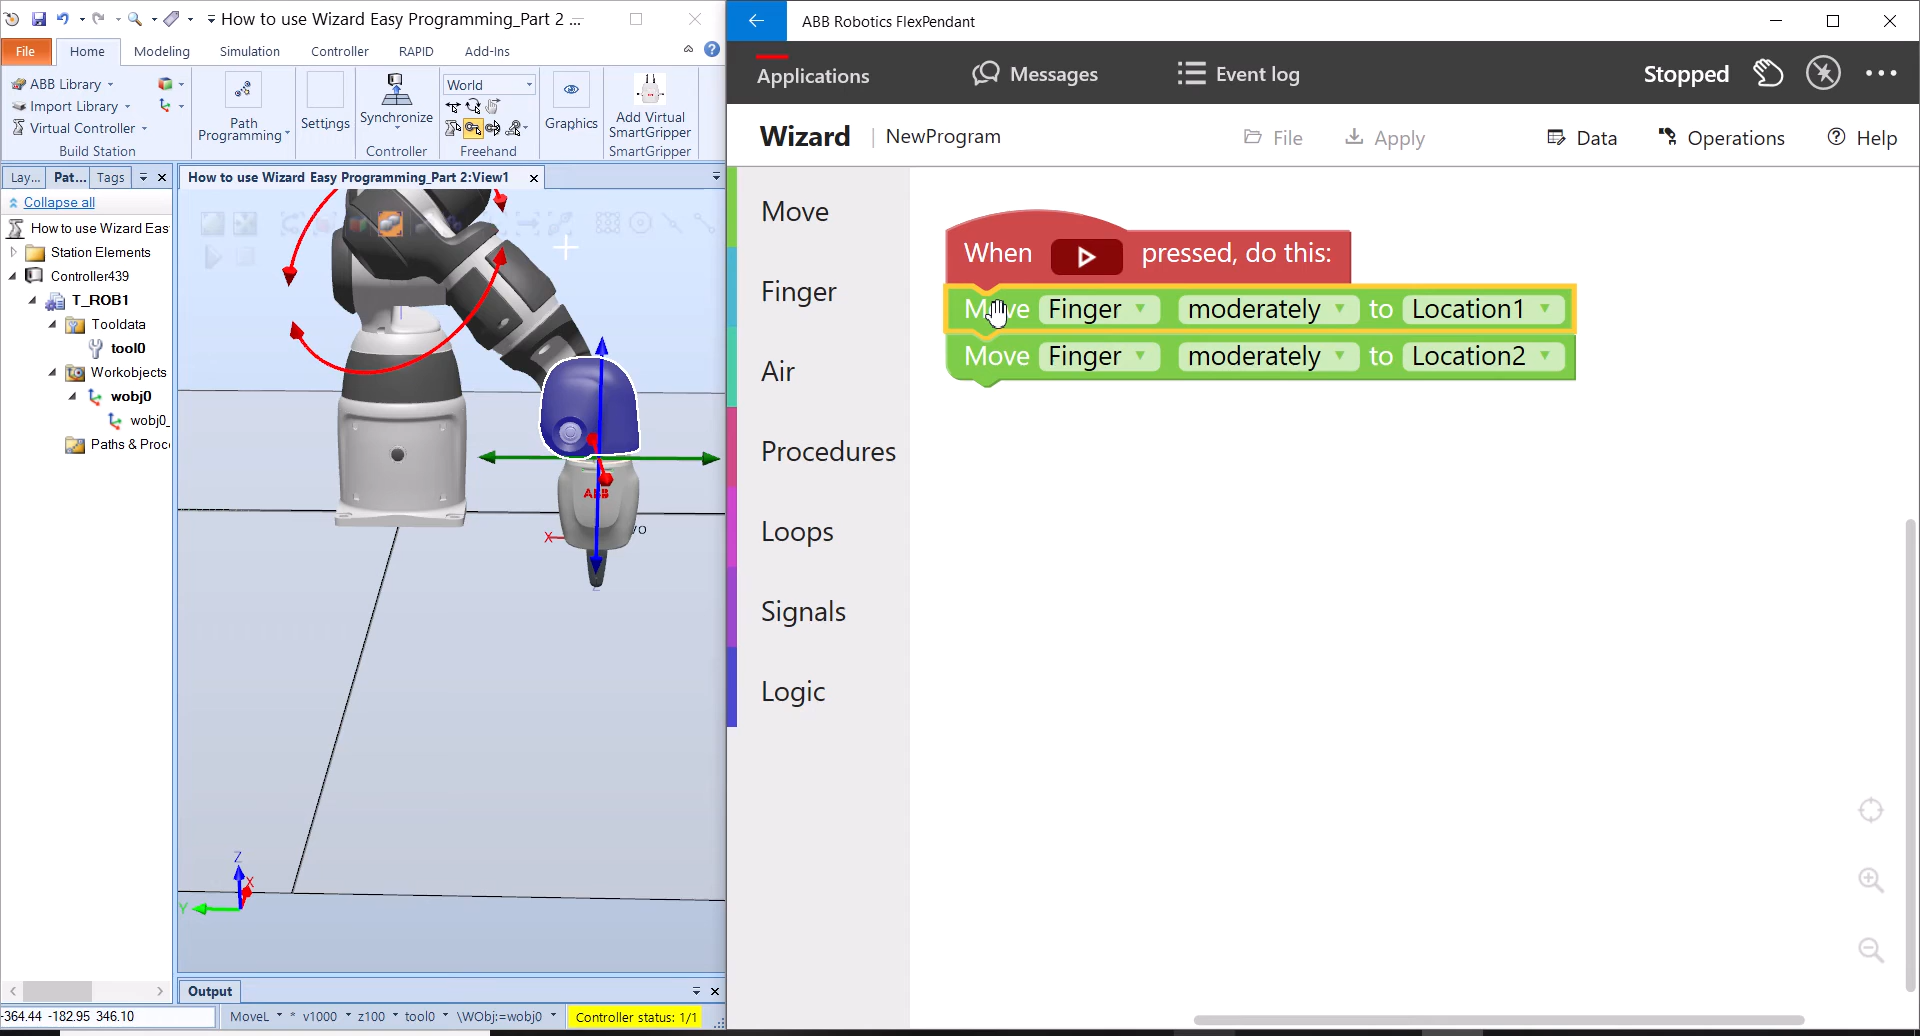 How to use Wizard Easy Programming_Part 2 ...
File Home Modeling Simulation Controller RAPID Add-Ins
ABB Library
Import Library
Virtual Controller
Build Station
Path
Programming
Settings
Synchronize
Controller
World
Freehand
Graphics
Add Virtual
SmartGripper
SmartGripper
Lay... Pat... Tags
Collapse all
How to use Wizard Eas
Station Elements
Controller439
T_ROB1
Tooldata
tool0
Workobjects
wobj0
wobj0_
Paths & Proc
How to use Wizard Easy Programming_Part 2:View1
ABB
X
Z
X
Y
Output
-364.44 -182.95 346.10
MoveL * v1000 z100 tool0 \WObj:=wobj0 Controller status: 1/1
ABB Robotics FlexPendant
Applications Messages Event log Stopped
Wizard | NewProgram File Apply Data Operations Help
Move
Finger
Air
Procedures
Loops
Signals
Logic
When pressed, do this:
Move Finger moderately to Location1
Move Finger moderately to Location2